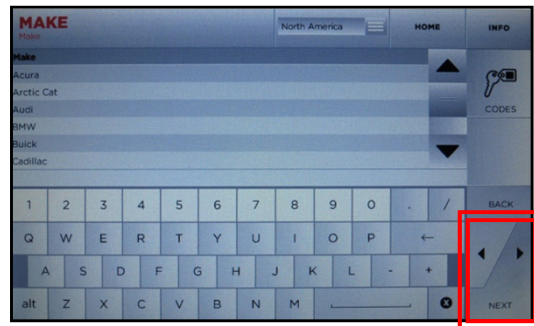 MAKE
Make
North America
HOME
INFO
Make
Acura
Arctic Cat
Audi
BMW
Buick
Cadillac
CODES
1 2 3 4 5 6 7 8 9 0 . /
Q W E R T Y U I O P ←
A S D F G H J K L - +
alt Z X C V B N M
BACK
NEXT